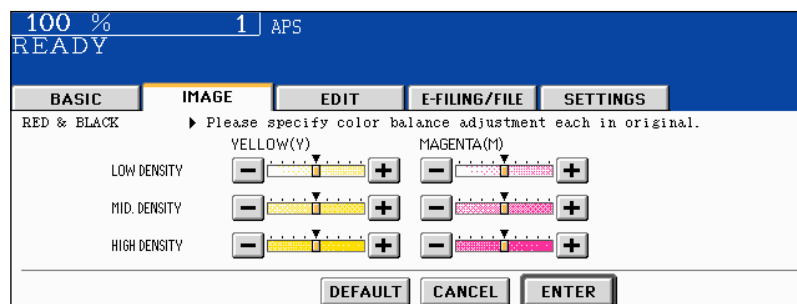 100 % 1 APS
READY
BASIC IMAGE EDIT E-FILING/FILE SETTINGS
RED & BLACK ▶ Please specify color balance adjustment each in original.
YELLOW(Y) MAGENTA(M)
LOW DENSITY − + − +
MID. DENSITY − + − +
HIGH DENSITY − + − +
DEFAULT CANCEL ENTER